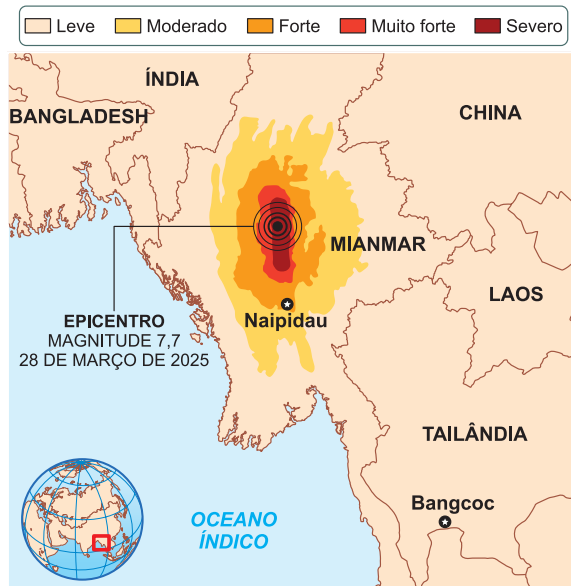 Leve Moderado Forte Muito forte Severo
ÍNDIA
BANGLADESH
CHINA
MIANMAR
LAOS
EPICENTRO
MAGNITUDE 7,7
28 DE MARÇO DE 2025
Naipidau
TAILÂNDIA
Bangcoc
OCEANO
ÍNDICO